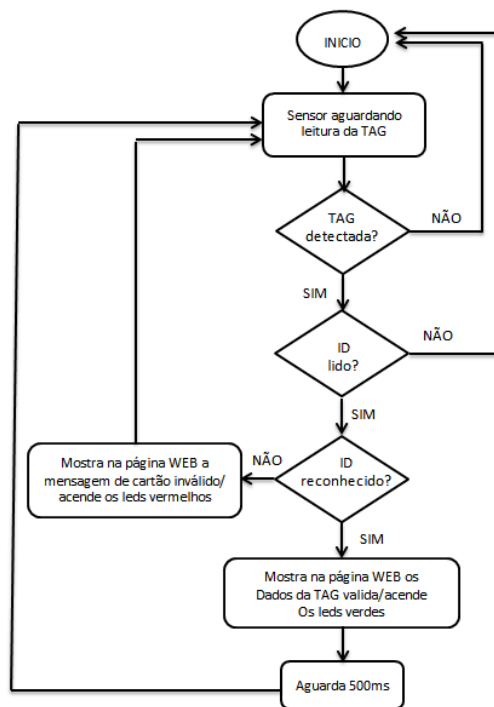 INICIO
Sensor aguardando
leitura da TAG
TAG
detectada?
NÃO
SIM
ID
lido?
NÃO
SIM
ID
reconhecido?
NÃO
Mostra na página WEB a
mensagem de cartão inválido/
acende os leds vermelhos
SIM
Mostra na página WEB os
Dados da TAG valida/acende
Os leds verdes
Aguarda 500ms